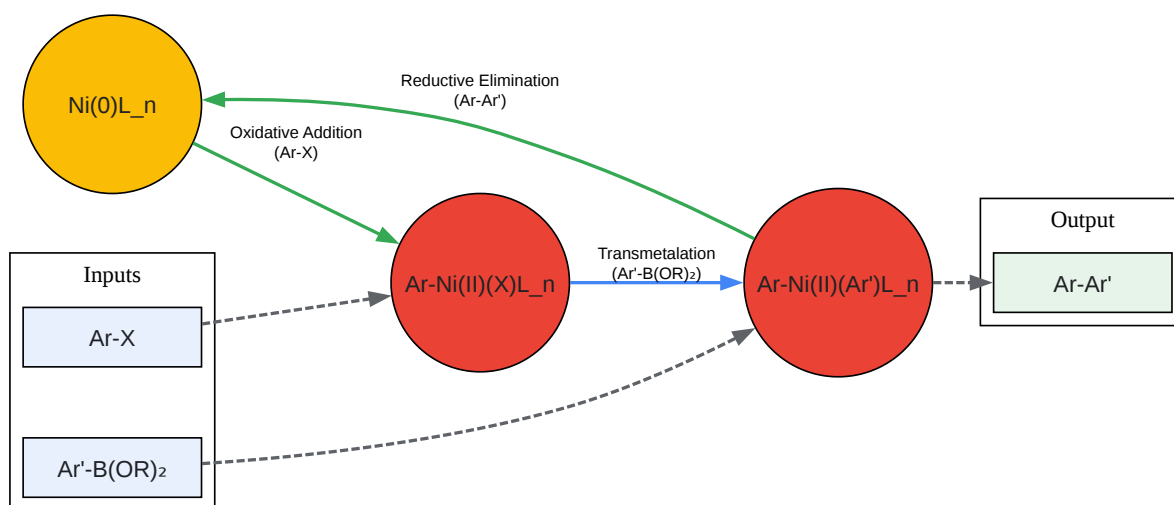 Ni(0)L_n
Reductive Elimination
(Ar-Ar')
Oxidative Addition
(Ar-X)
Inputs
Ar-X
Ar'-B(OR)₂
Ar-Ni(II)(X)L_n
Transmetalation
(Ar'-B(OR)₂)
Ar-Ni(II)(Ar')L_n
Output
Ar-Ar'